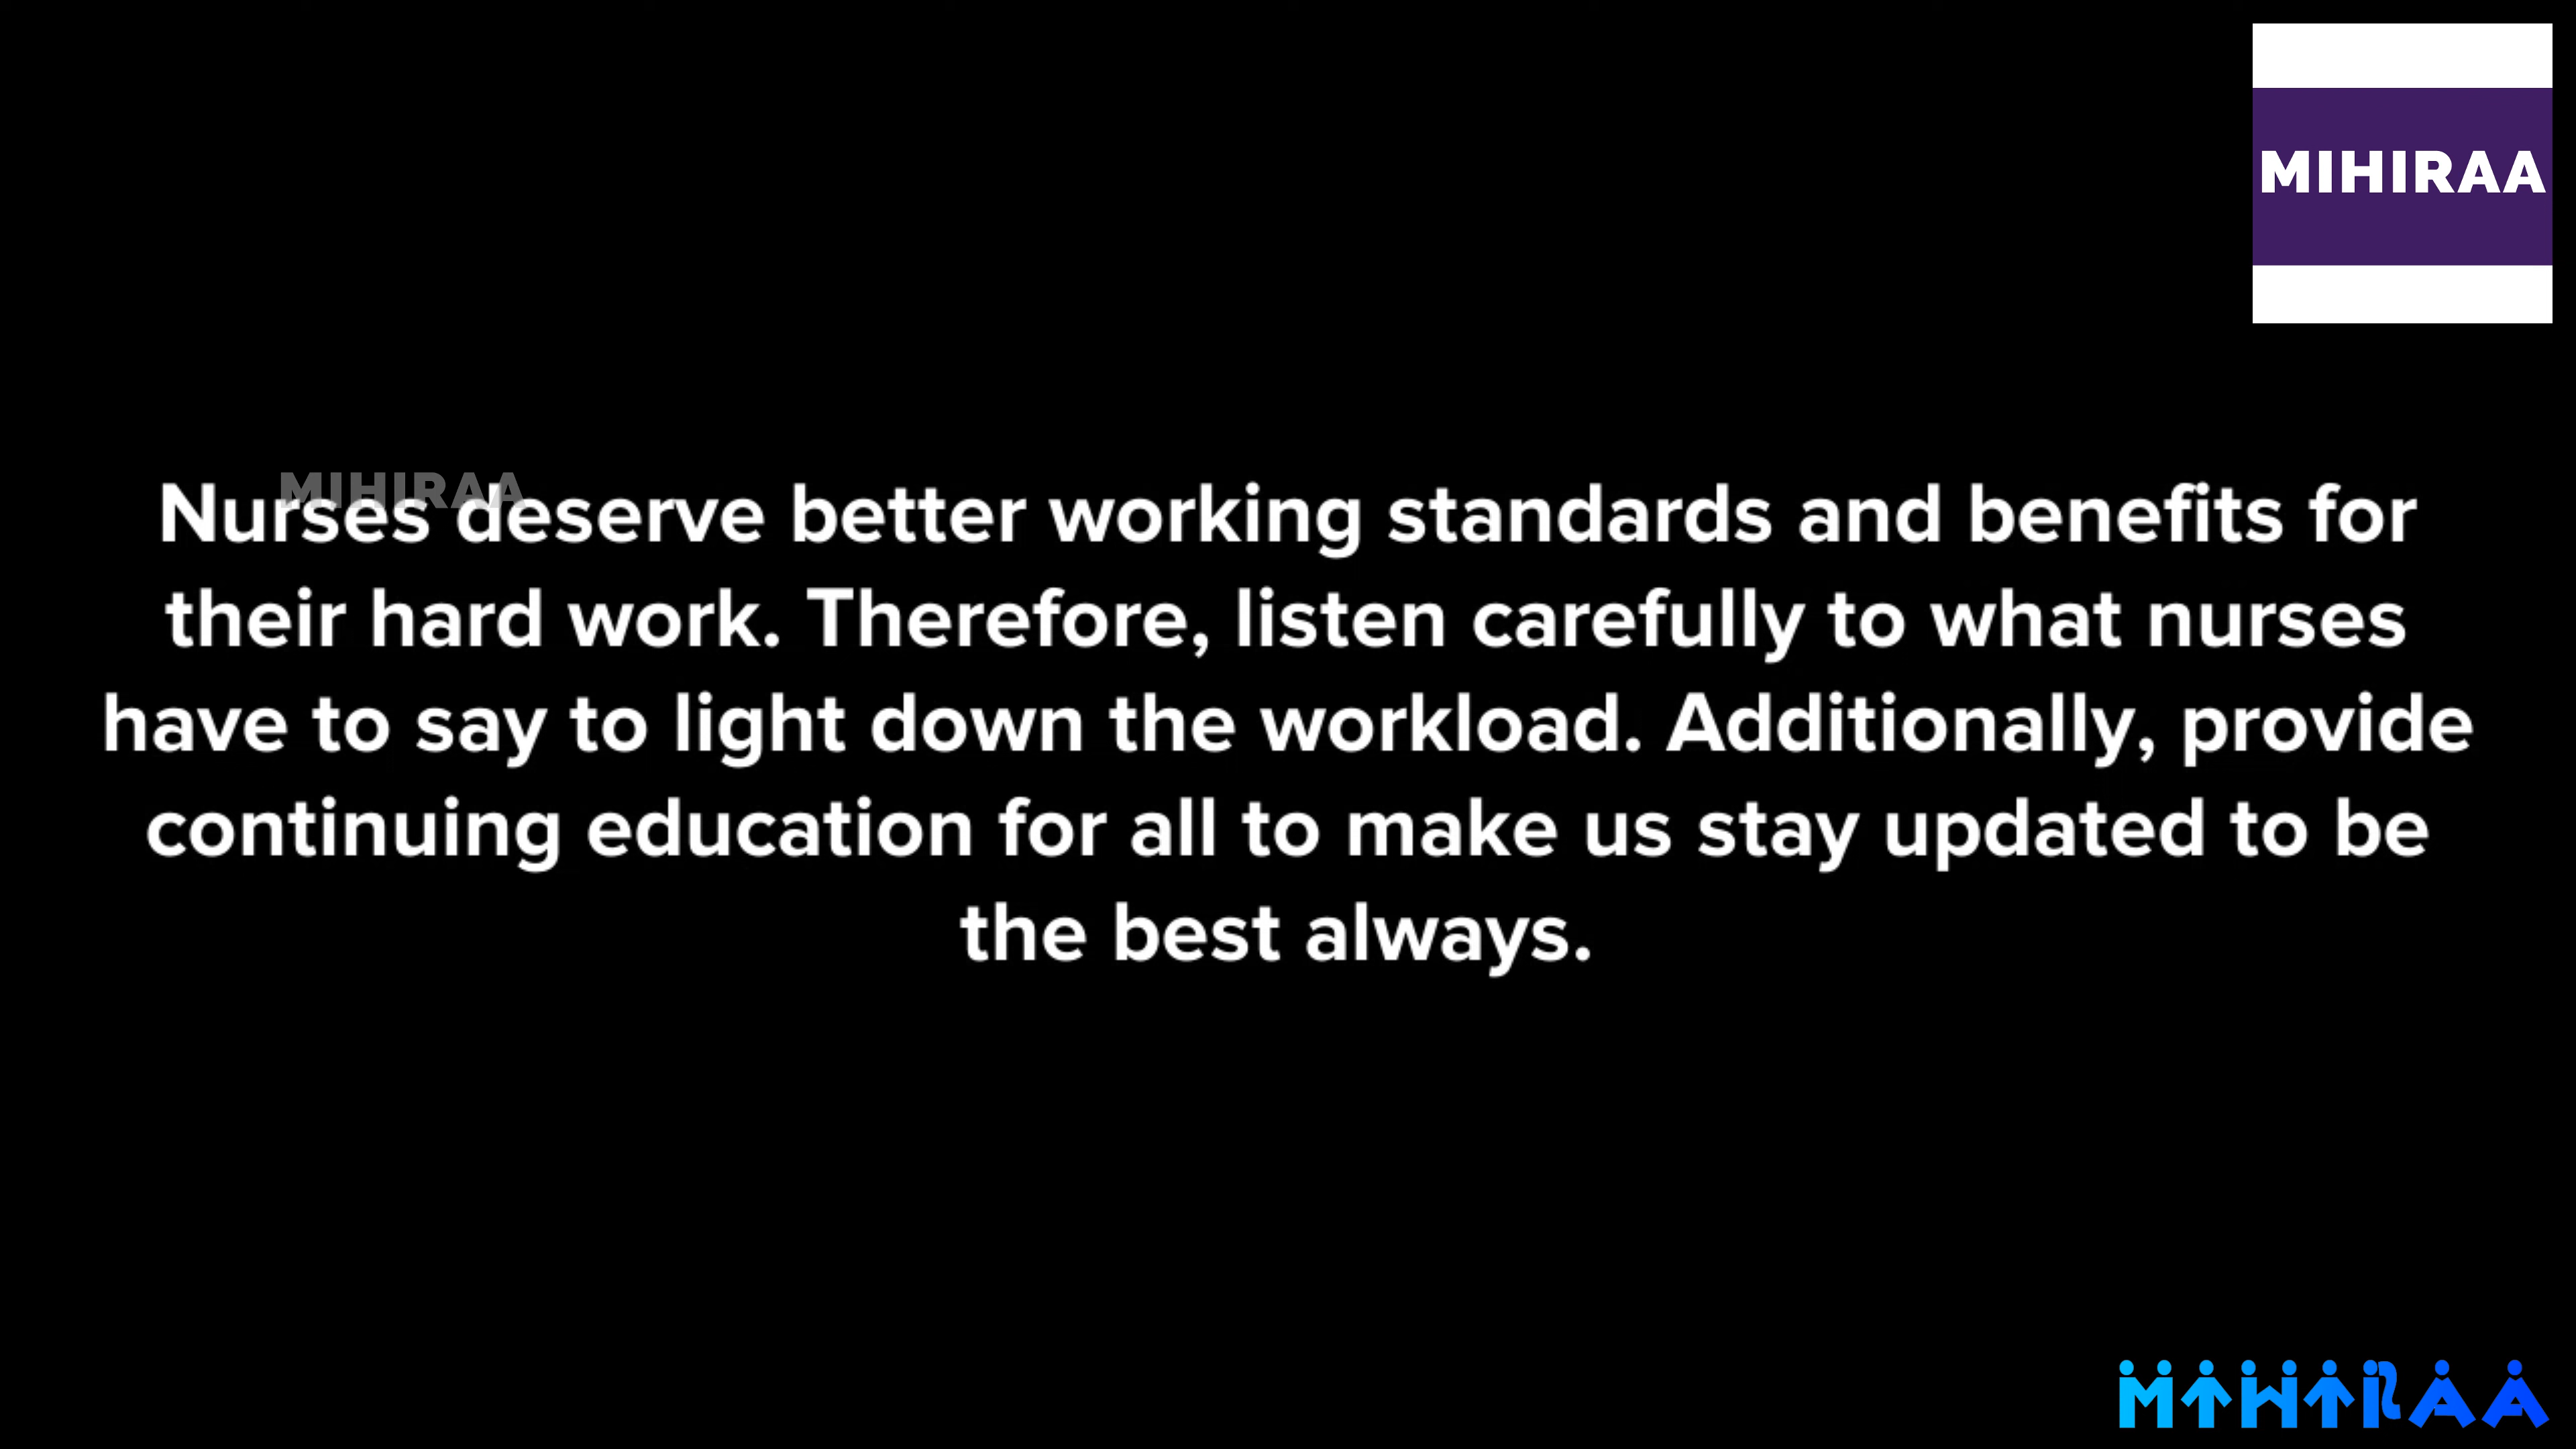 MIHIRAA
MIHIRAA
Nurses deserve better working standards and benefits for
their hard work. Therefore, listen carefully to what nurses
have to say to light down the workload. Additionally, provide
continuing education for all to make us stay updated to be
the best always.
MIHIRAA